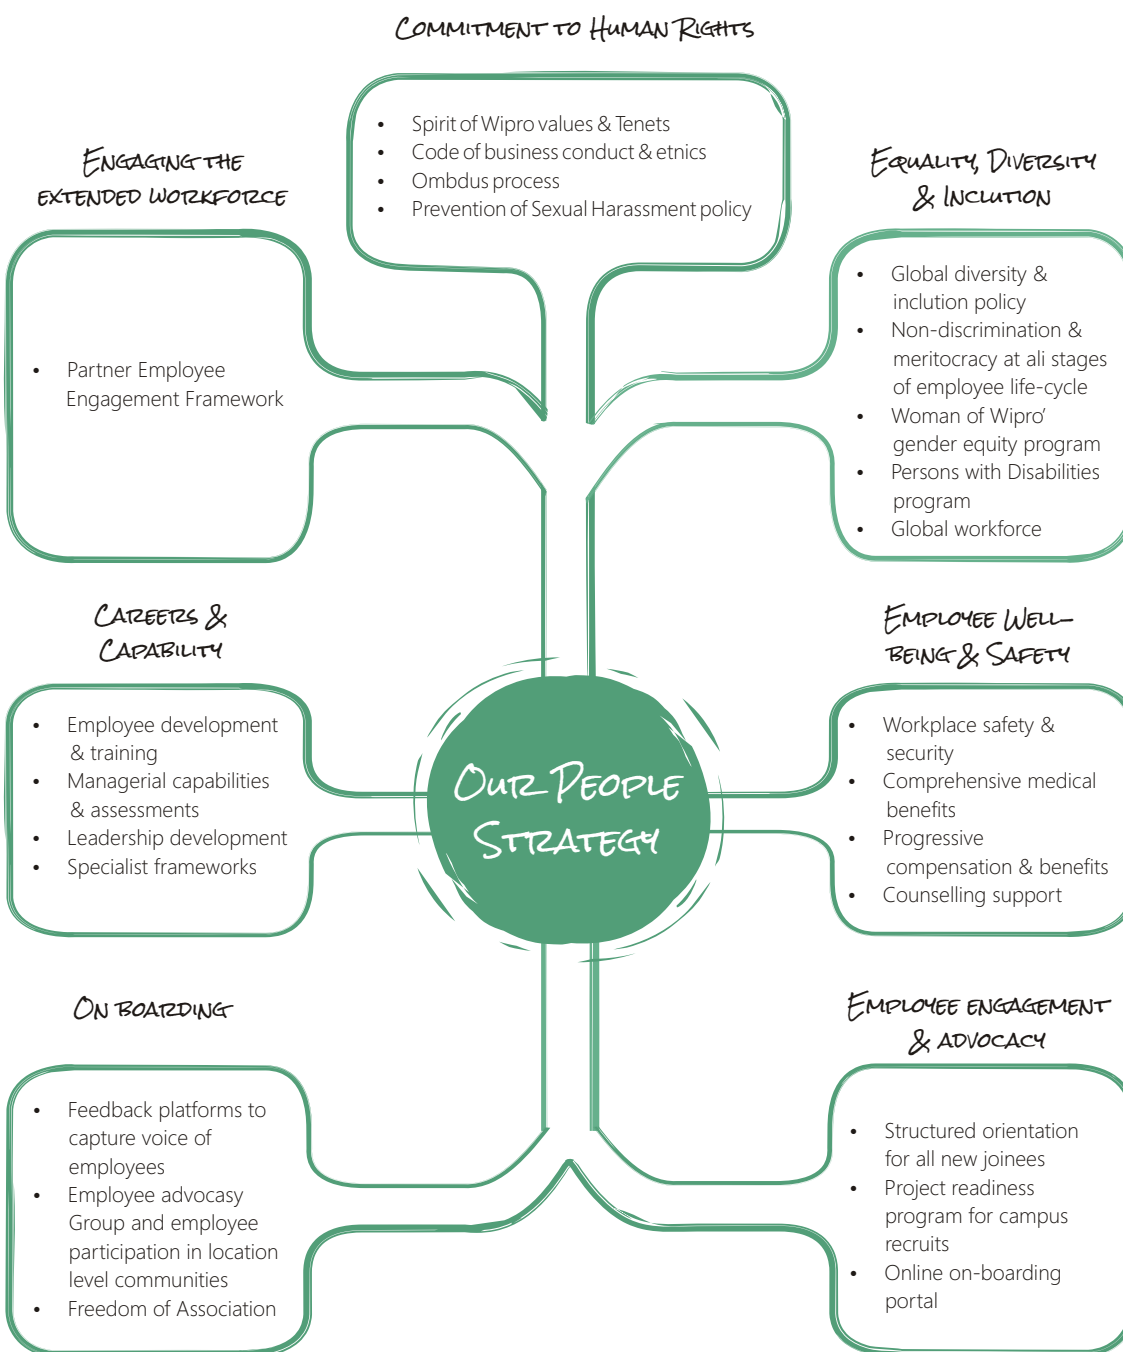 Commitment to Human Rights
• Spirit of Wipro values & Tenets
• Code of business conduct & etnics
• Ombdus process
• Prevention of Sexual Harassment policy
Engaging the
extended workforce
• Partner Employee
Engagement Framework
Equality, Diversity
& Inclution
• Global diversity &
inclution policy
• Non-discrimination &
meritocracy at ali stages
of employee life-cycle
• Woman of Wipro’
gender equity program
• Persons with Disabilities
program
• Global workforce
Careers &
Capability
• Employee development
& training
• Managerial capabilities
& assessments
• Leadership development
• Specialist frameworks
Our People
Strategy
Employee Well-
being & Safety
• Workplace safety &
security
• Comprehensive medical
benefits
• Progressive
compensation & benefits
• Counselling support
On boarding
• Feedback platforms to
capture voice of
employees
• Employee advocasy
Group and employee
participation in location
level communities
• Freedom of Association
Employee engagement
& advocacy
• Structured orientation
for all new joinees
• Project readiness
program for campus
recruits
• Online on-boarding
portal